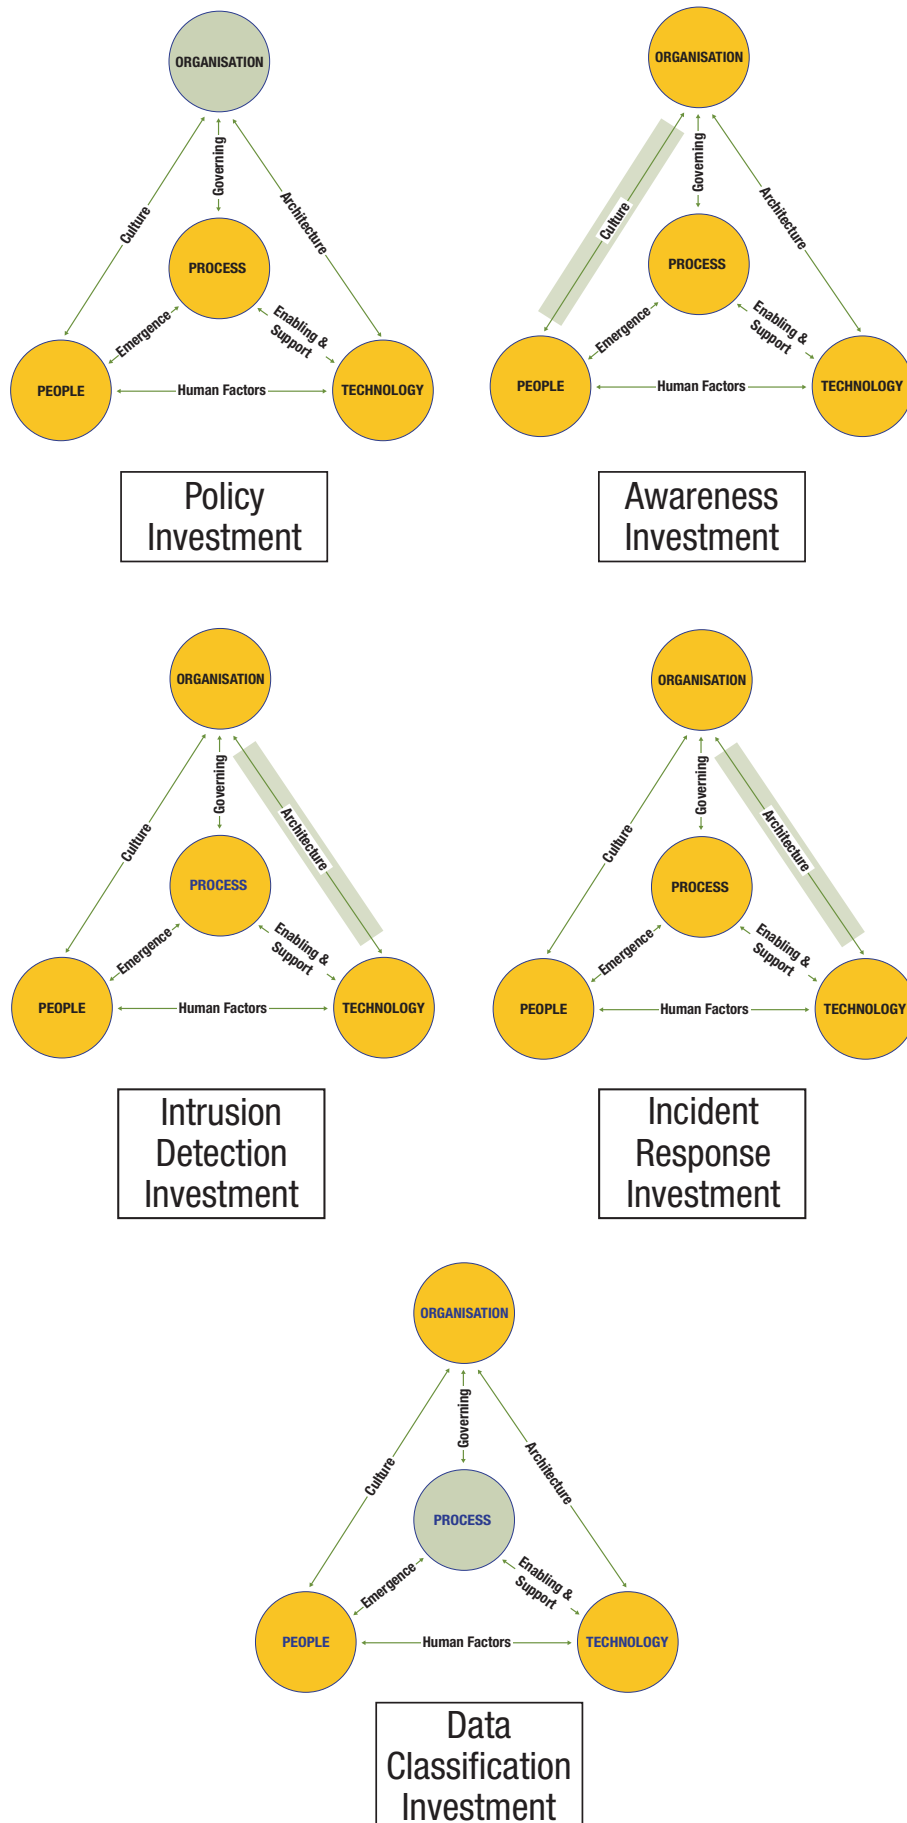 ORGANISATION
Governing
Culture
Architecture
PROCESS
Emergence
Enabling &
Support
PEOPLE
Human Factors
TECHNOLOGY
Policy
Investment
ORGANISATION
Governing
Culture
Architecture
PROCESS
Emergence
Enabling &
Support
PEOPLE
Human Factors
TECHNOLOGY
Awareness
Investment
ORGANISATION
Governing
Culture
Architecture
PROCESS
Emergence
Enabling &
Support
PEOPLE
Human Factors
TECHNOLOGY
Intrusion
Detection
Investment
ORGANISATION
Governing
Culture
Architecture
PROCESS
Emergence
Enabling &
Support
PEOPLE
Human Factors
TECHNOLOGY
Incident
Response
Investment
ORGANISATION
Governing
Culture
Architecture
PROCESS
Emergence
Enabling &
Support
PEOPLE
Human Factors
TECHNOLOGY
Data
Classification
Investment